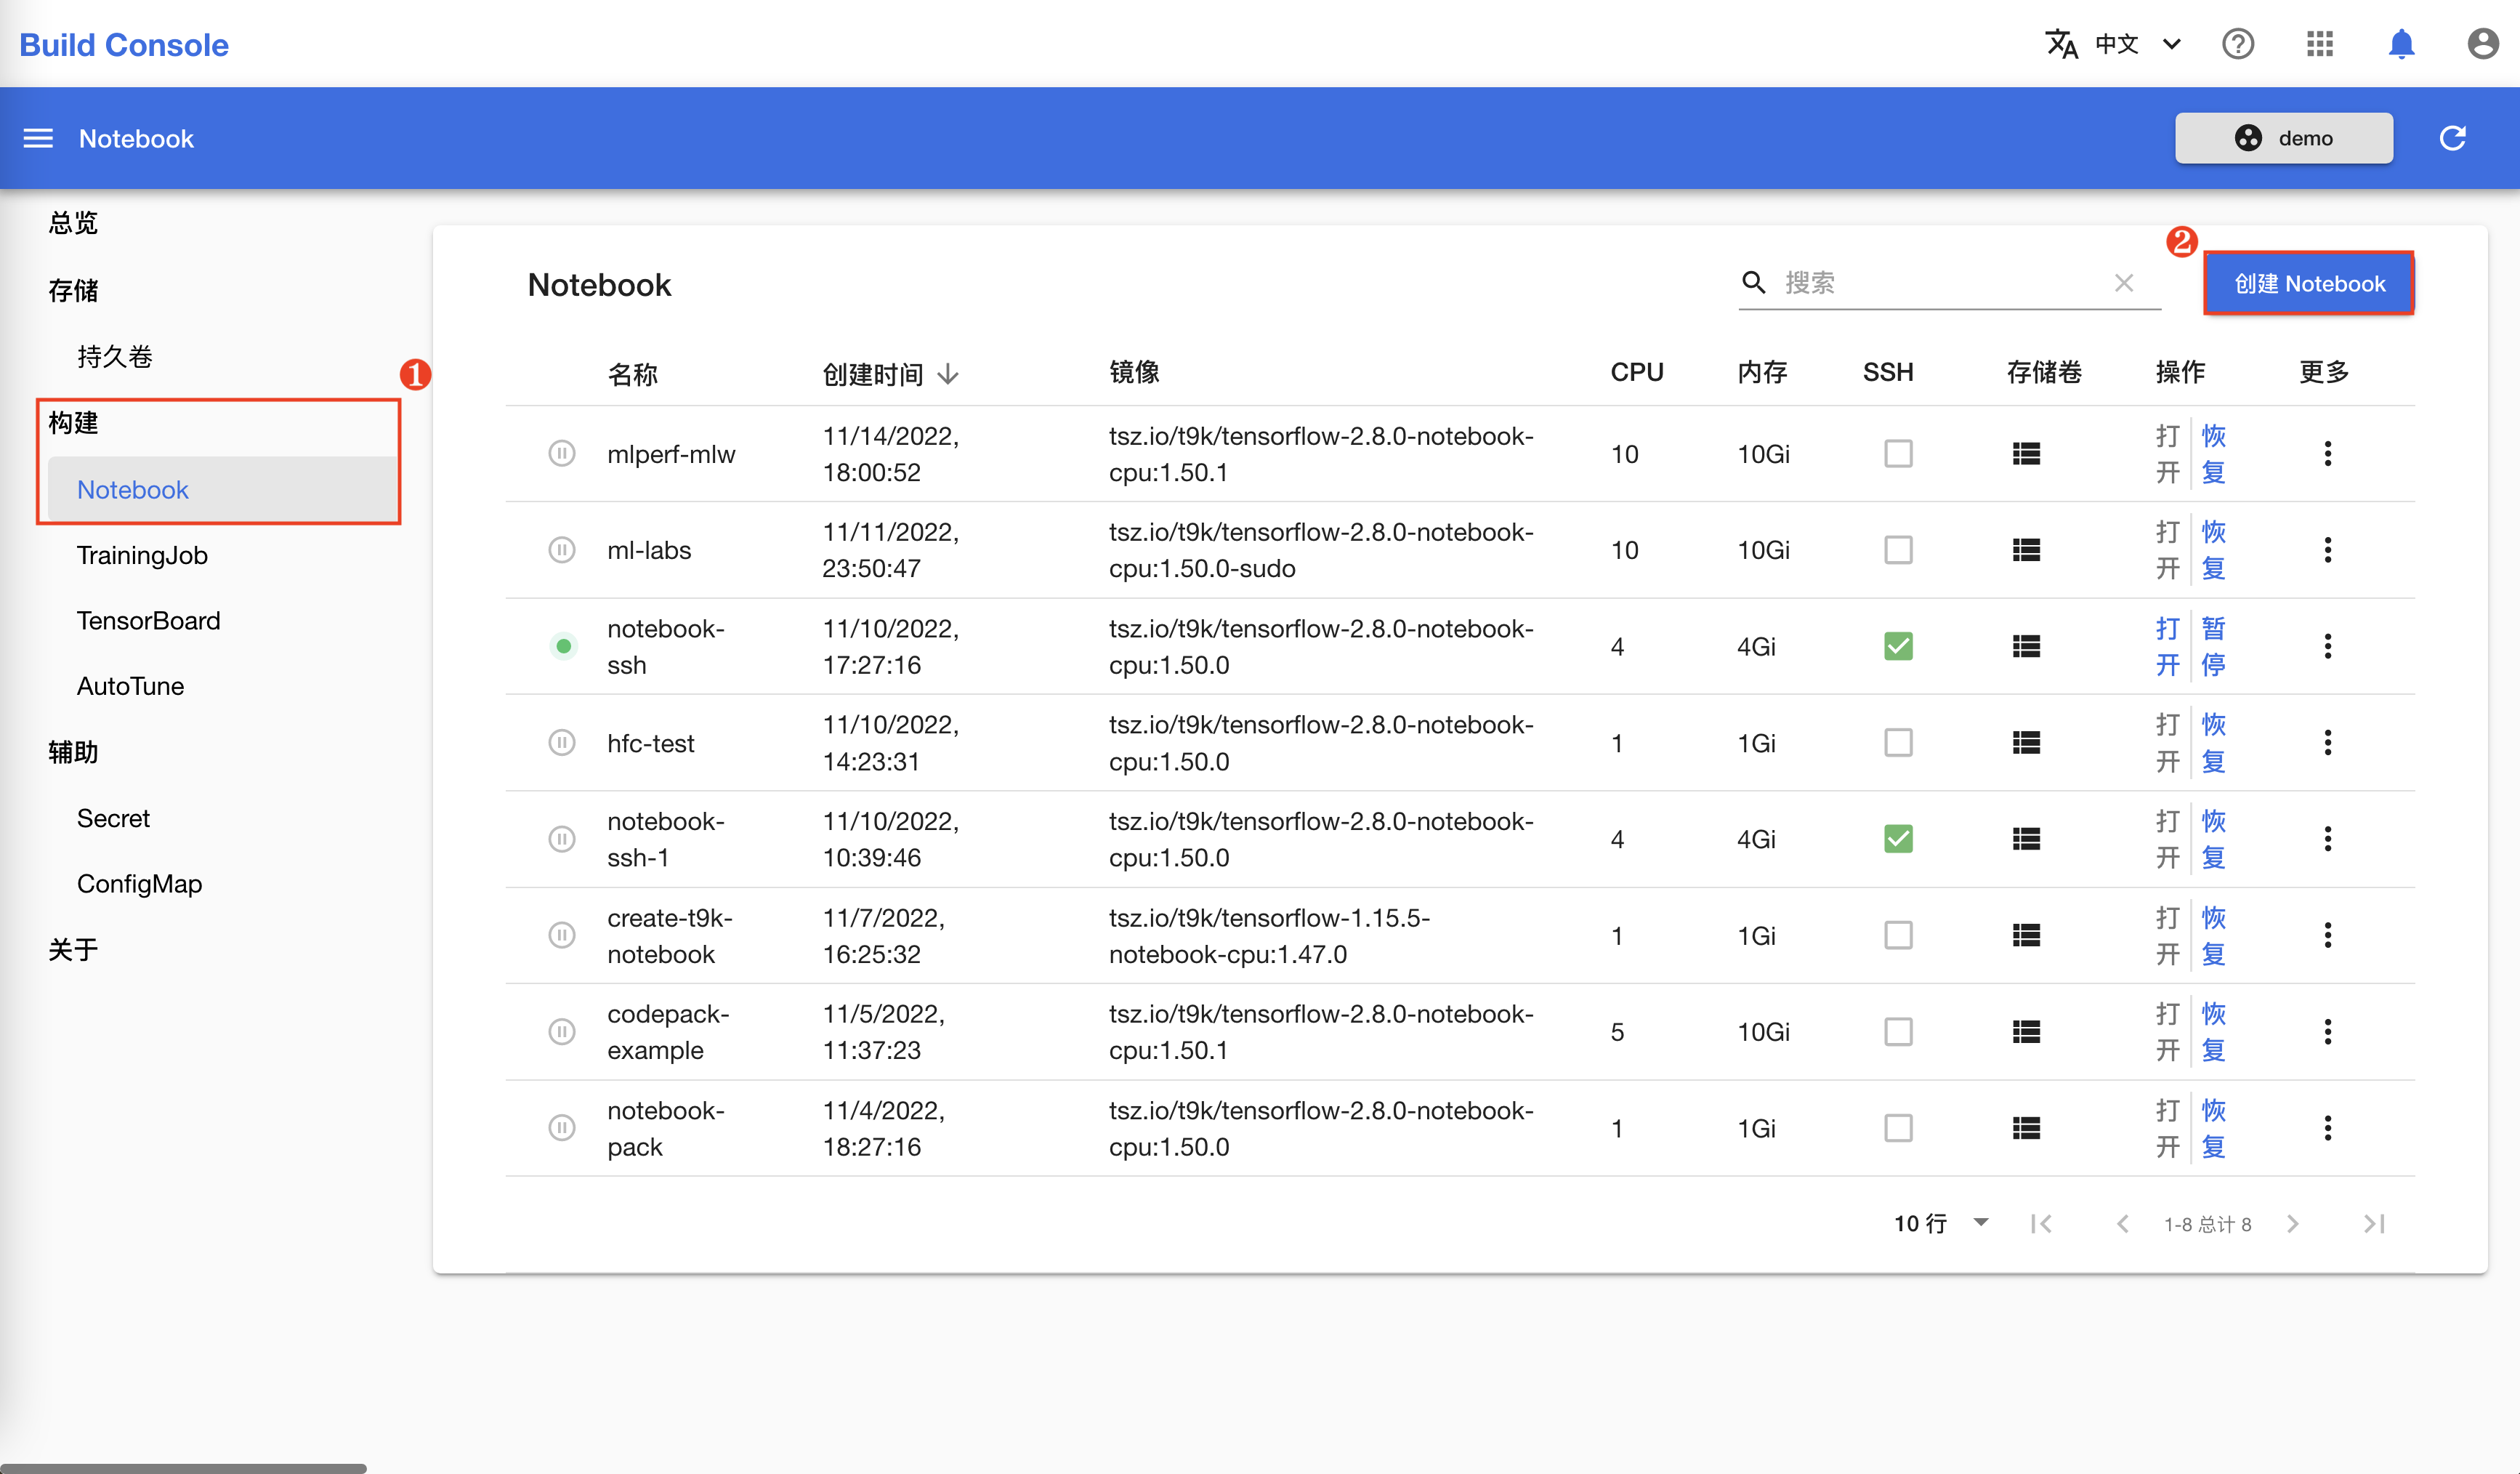 Build Console
中文
Notebook
demo
总览
存储
持久卷
1
构建
Notebook
TrainingJob
TensorBoard
AutoTune
辅助
Secret
ConfigMap
关于
Notebook
搜索
2
创建 Notebook
名称 创建时间 镜像 CPU 内存 SSH 存储卷 操作 更多
mlperf-mlw 11/14/2022, 18:00:52 tsz.io/t9k/tensorflow-2.8.0-notebook-cpu:1.50.1 10 10Gi 打开 恢复
ml-labs 11/11/2022, 23:50:47 tsz.io/t9k/tensorflow-2.8.0-notebook-cpu:1.50.0-sudo 10 10Gi 打开 恢复
notebook-ssh 11/10/2022, 17:27:16 tsz.io/t9k/tensorflow-2.8.0-notebook-cpu:1.50.0 4 4Gi 打开 暂停
hfc-test 11/10/2022, 14:23:31 tsz.io/t9k/tensorflow-2.8.0-notebook-cpu:1.50.0 1 1Gi 打开 恢复
notebook-ssh-1 11/10/2022, 10:39:46 tsz.io/t9k/tensorflow-2.8.0-notebook-cpu:1.50.0 4 4Gi 打开 恢复
create-t9k-notebook 11/7/2022, 16:25:32 tsz.io/t9k/tensorflow-1.15.5-notebook-cpu:1.47.0 1 1Gi 打开 恢复
codepack-example 11/5/2022, 11:37:23 tsz.io/t9k/tensorflow-2.8.0-notebook-cpu:1.50.1 5 10Gi 打开 恢复
notebook-pack 11/4/2022, 18:27:16 tsz.io/t9k/tensorflow-2.8.0-notebook-cpu:1.50.0 1 1Gi 打开 恢复
10 行 1-8 总计 8